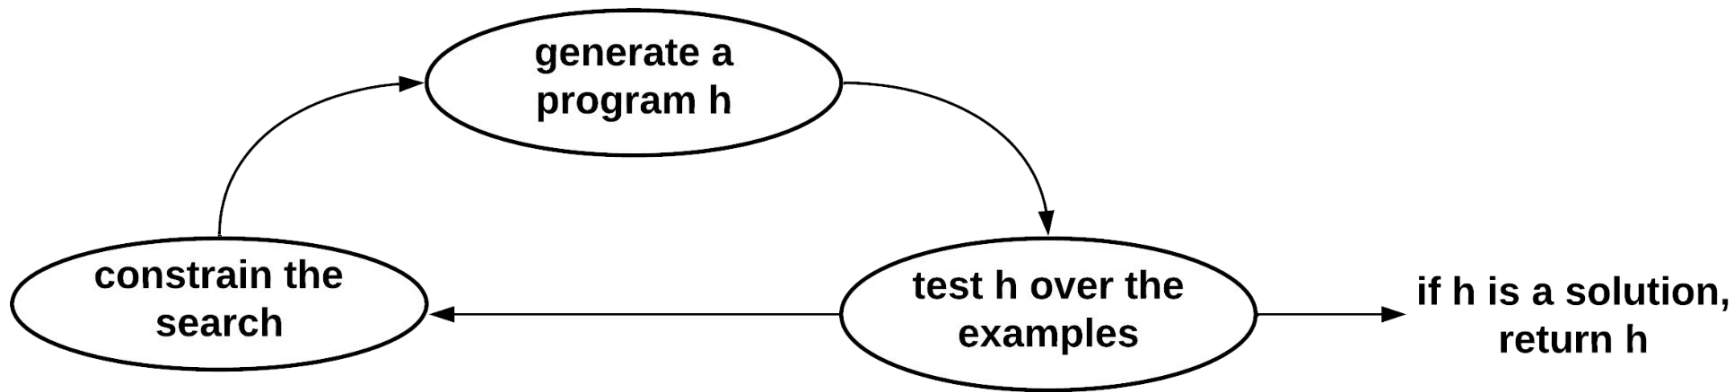 generate a
program h
constrain the
search
test h over the
examples
if h is a solution,
return h